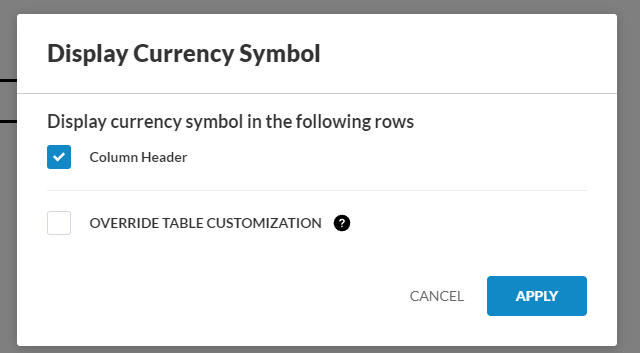 Display Currency Symbol
Display currency symbol in the following rows
Column Header
OVERRIDE TABLE CUSTOMIZATION ?
CANCEL APPLY